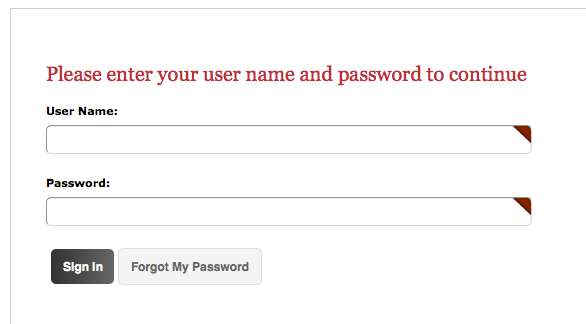 Please enter your user name and password to continue
User Name:
Password:
Sign In
Forgot My Password